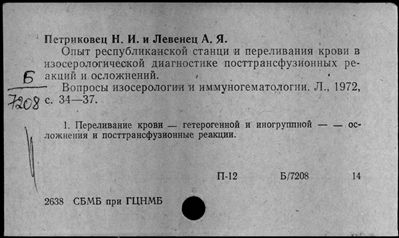 Петриковец Н. И. и Левенец А. Я.
Опыт республиканской станци и переливания крови в
изосерологической диагностике посттрансфузионных ре-
акций и осложнений.
Б
7208
Вопросы изосерологии и иммуногематологии. Л., 1972,
с. 34—37.
1. Переливание крови — гетерогенной и иногруппной — — ос-
ложнения и посттрансфузионные реакции.
П-12 Б/7208 14
2638 СБМБ при ГЦНМБ